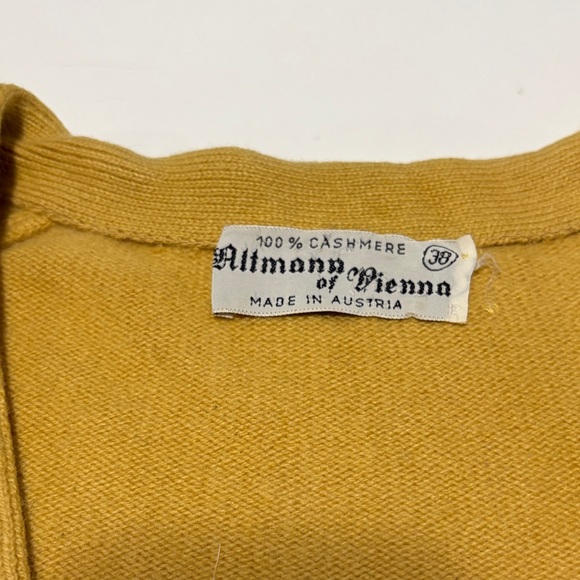 100% CASHMERE 38
Altmann
of Vienna
MADE IN AUSTRIA